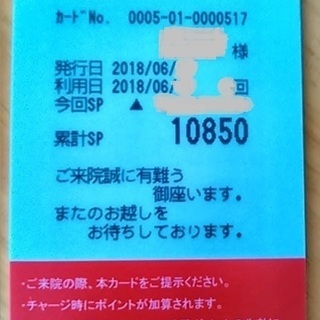 ｶｰﾄﾞNo. 0005-01-0000517
様
発行日 2018/06/
利用日 2018/06/ 回
今回SP ▲
累計SP 10850
ご来院誠に有難う
御座います。
またのお越しを
お待ちしております。
・ご来院の際、本カードをご提示ください。
・チャージ時にポイントが加算されます。